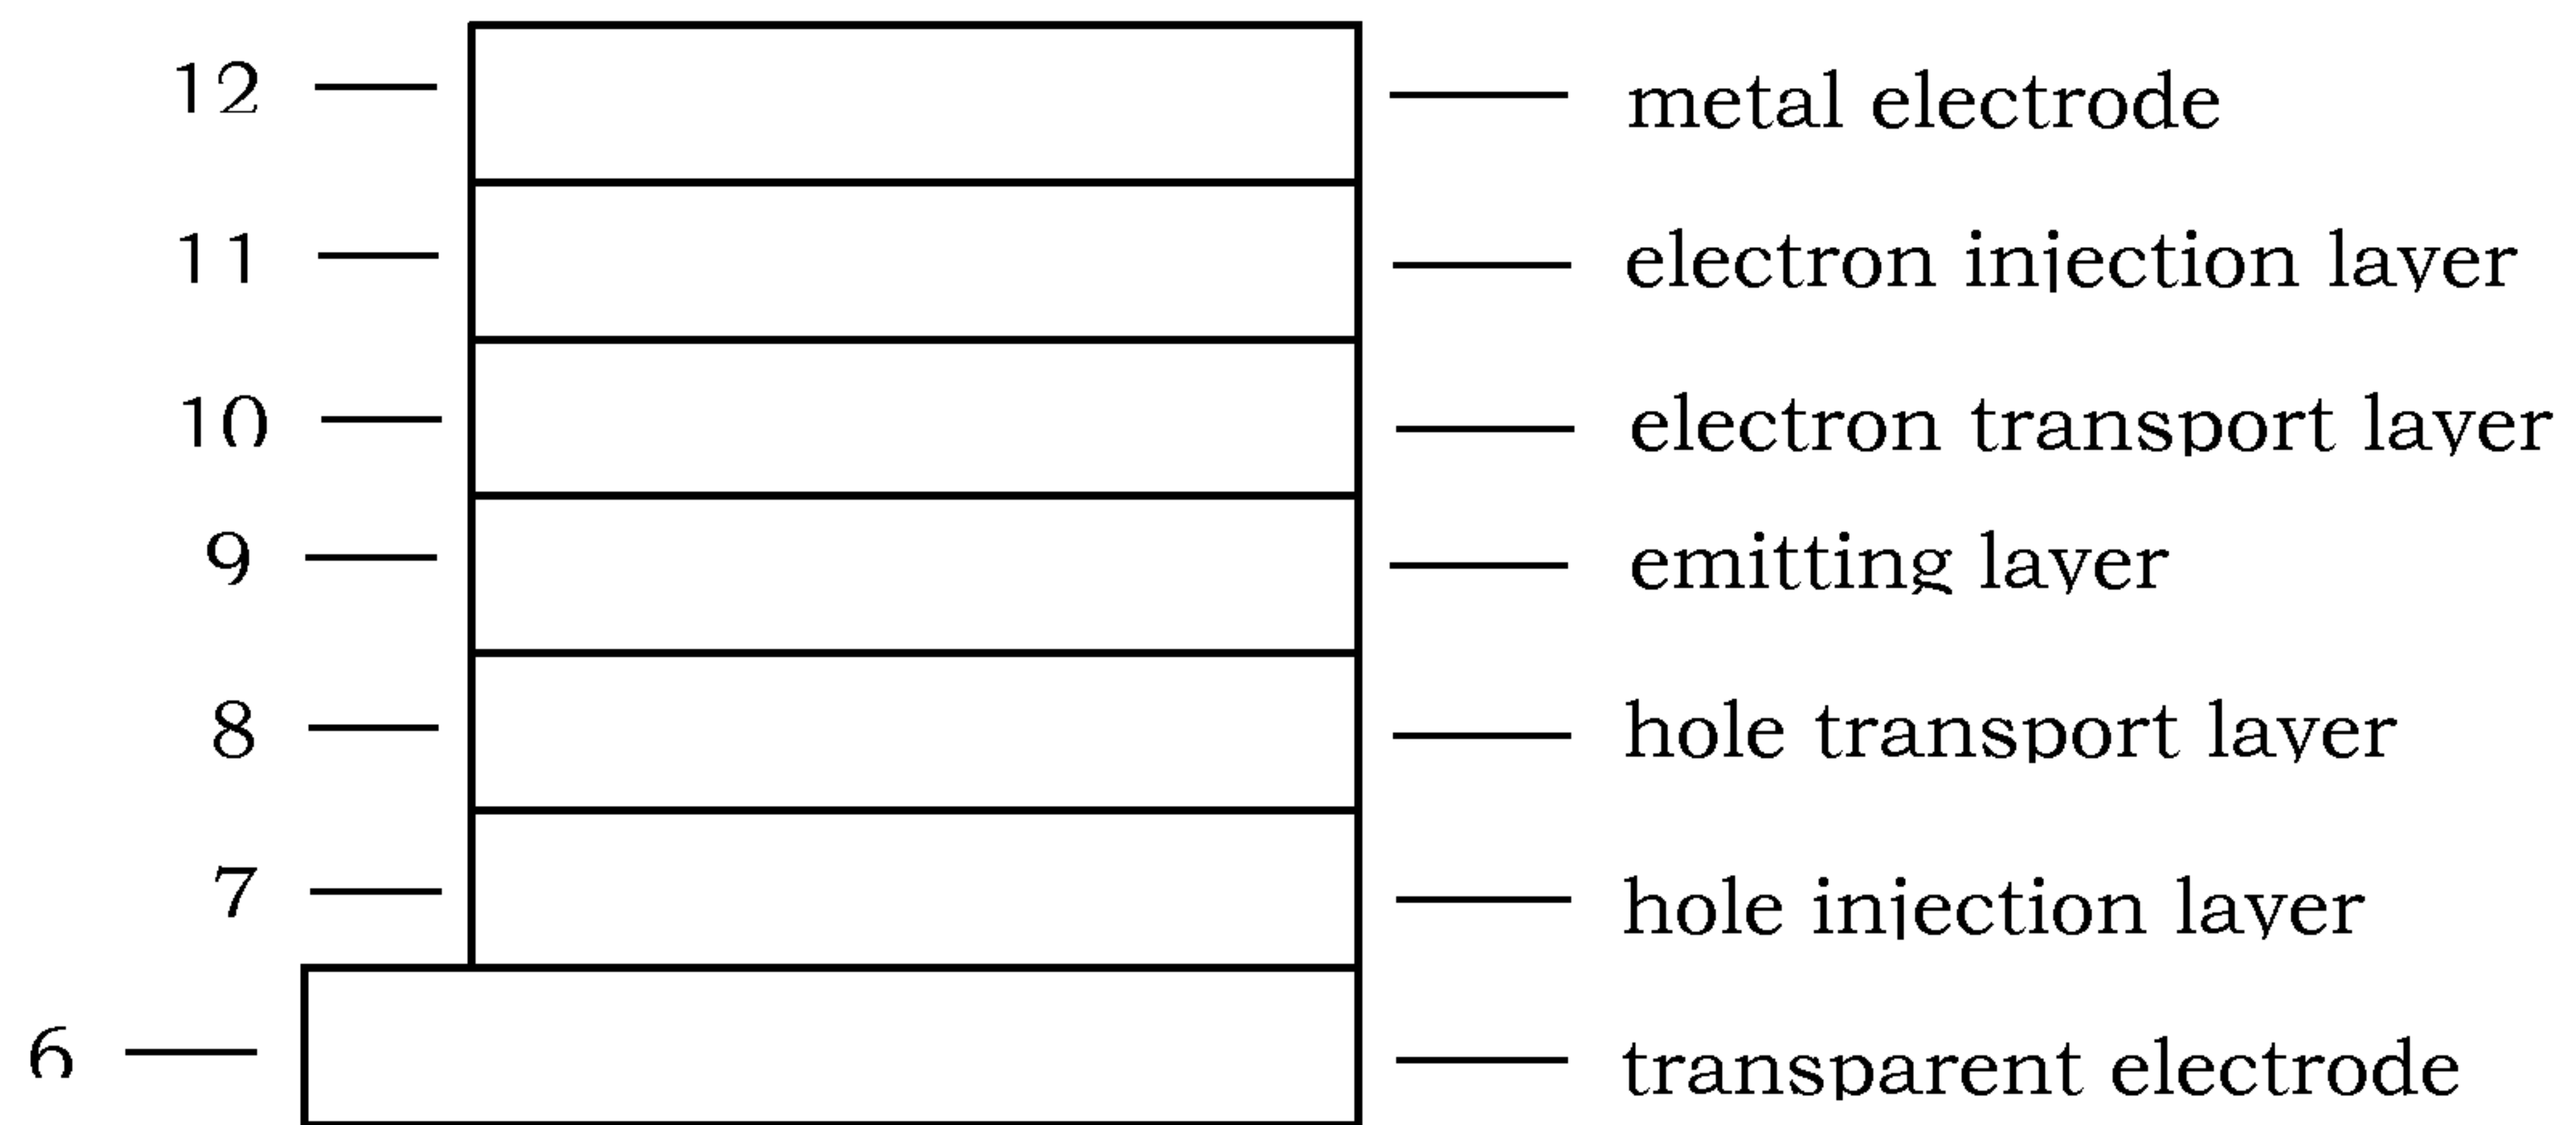 12 metal electrode
11 electron injection layer
10 electron transport layer
9 emitting layer
8 hole transport layer
7 hole injection layer
6 transparent electrode